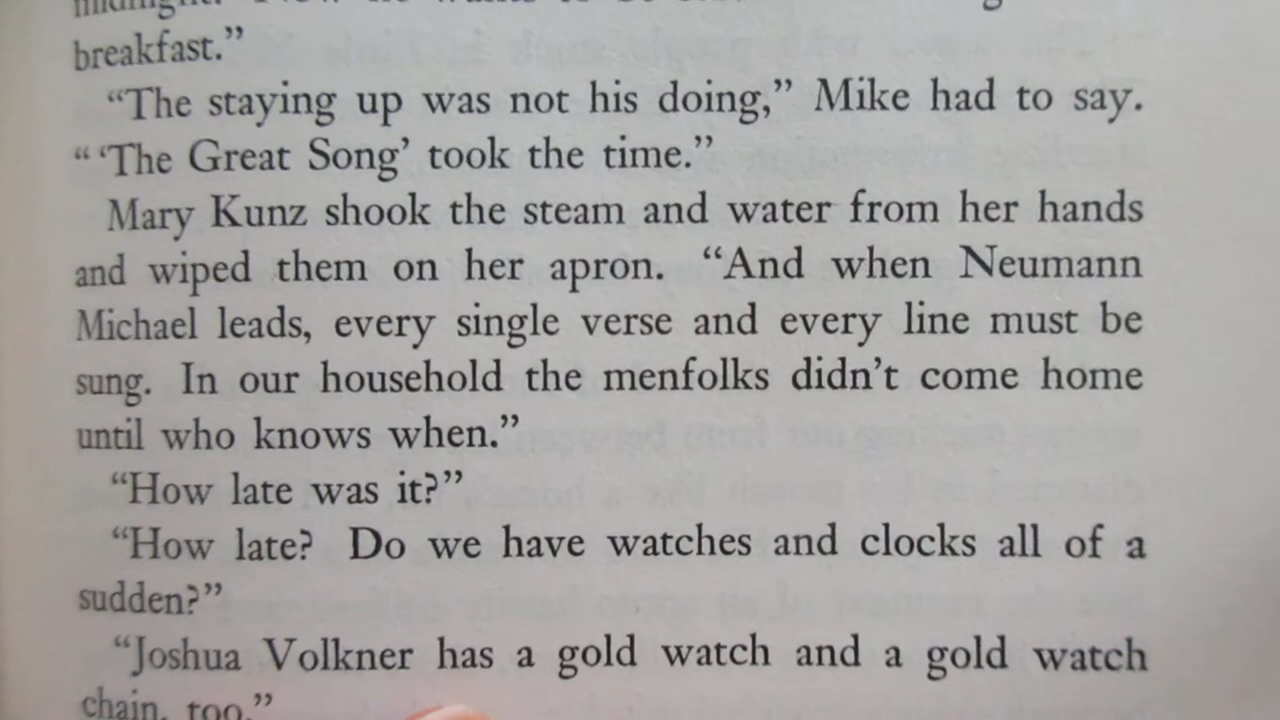 breakfast.”
“The staying up was not his doing,” Mike had to say.
“ ‘The Great Song’ took the time.”
Mary Kunz shook the steam and water from her hands
and wiped them on her apron. “And when Neumann
Michael leads, every single verse and every line must be
sung. In our household the menfolks didn’t come home
until who knows when.”
“How late was it?”
“How late? Do we have watches and clocks all of a
sudden?”
“Joshua Volkner has a gold watch and a gold watch
chain, too.”